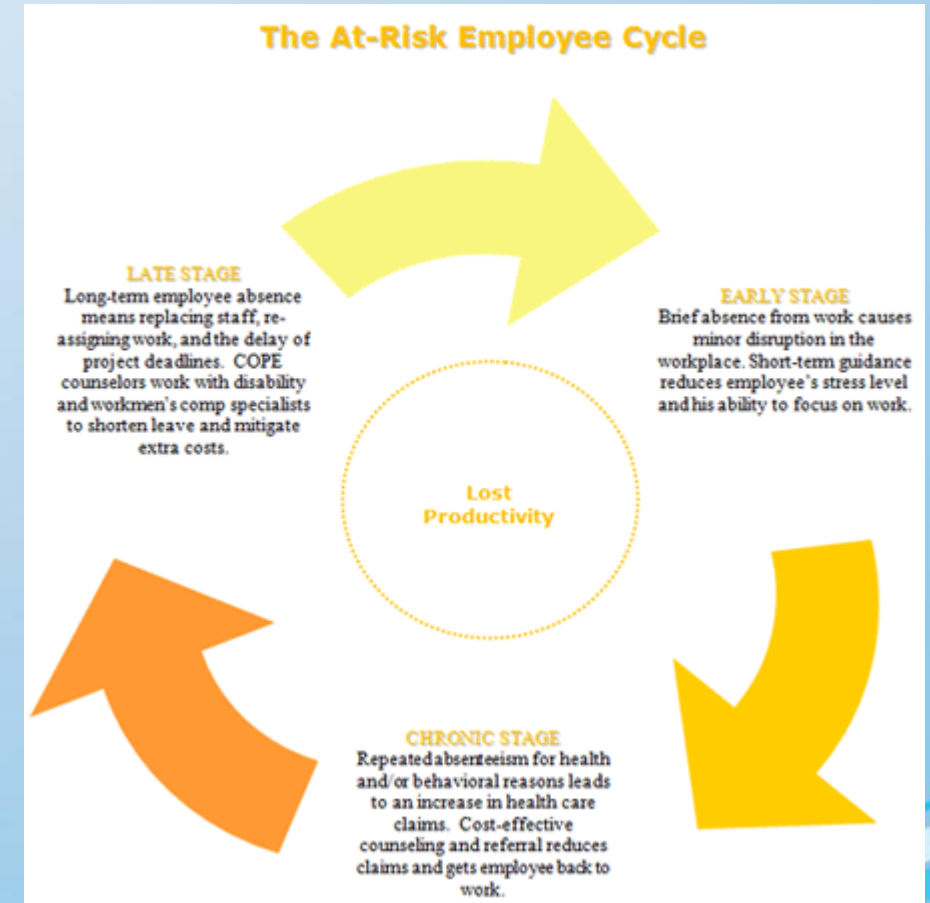 The At-Risk Employee Cycle
LATE STAGE
Long-term employee absence
means replacing staff, re-
assigning work, and the delay of
project deadlines. COPE
counselors work with disability
and workmen's comp specialists
to shorten leave and mitigate
extra costs.
EARLY STAGE
Brief absence from work causes
minor disruption in the
workplace. Short-term guidance
reduces employee's stress level
and his ability to focus on work.
Lost
Productivity
CHRONIC STAGE
Repeated absenteeism for health
and/or behavioral reasons leads
to an increase in health care
claims. Cost-effective
counseling and referral reduces
claims and gets employee back to
work.